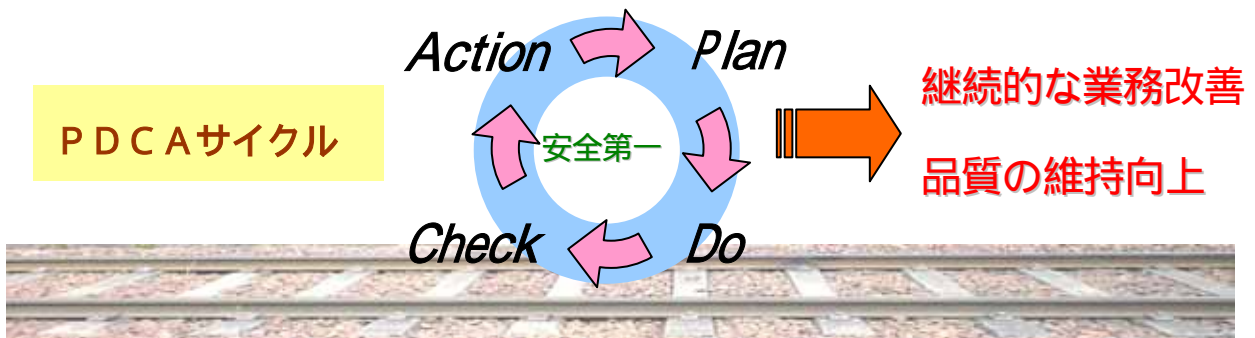 Action
Plan
継続的な業務改善
ＰＤＣＡサイクル
安全第一
品質の維持向上
Check
Do